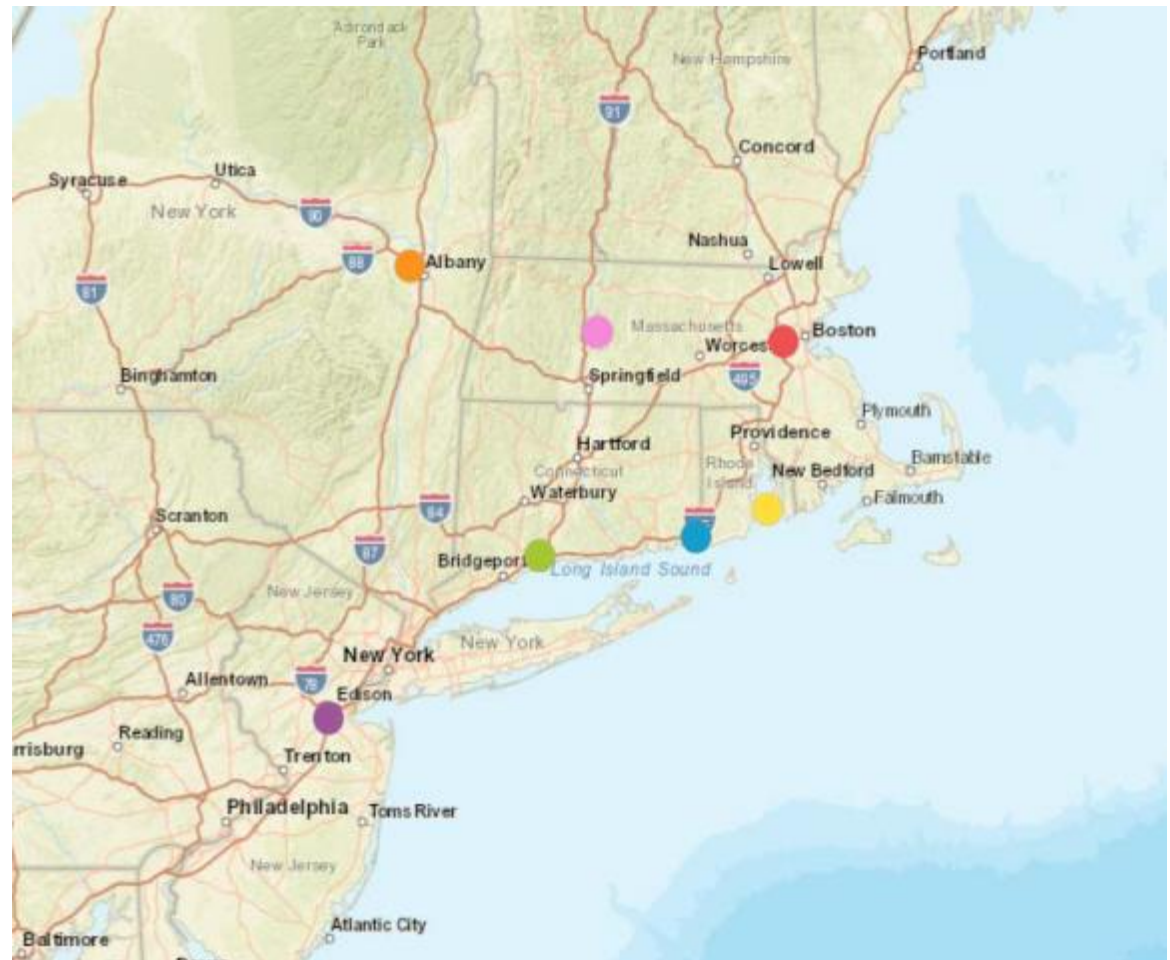 Adirondack
Park
Portland
New Hampshire
91
Concord
Utica
Syracuse
New York
90
Nashua
88
Albany
Lowell
81
Massachusetts
Boston
Worces
Springfield
495
Binghamton
Plymouth
Providence
Hartford
Connecticut
Rhode
Island
New Bedford
Barnstable
Waterbury
Falmouth
84
Scranton
87
Bridgeport
Long Island Sound
80
New Jersey
476
New York
New York
Allentown
78
Edison
Reading
rrisburg
Trenton
Philadelphia
Toms River
New Jersey
Atlantic City
Baltimore